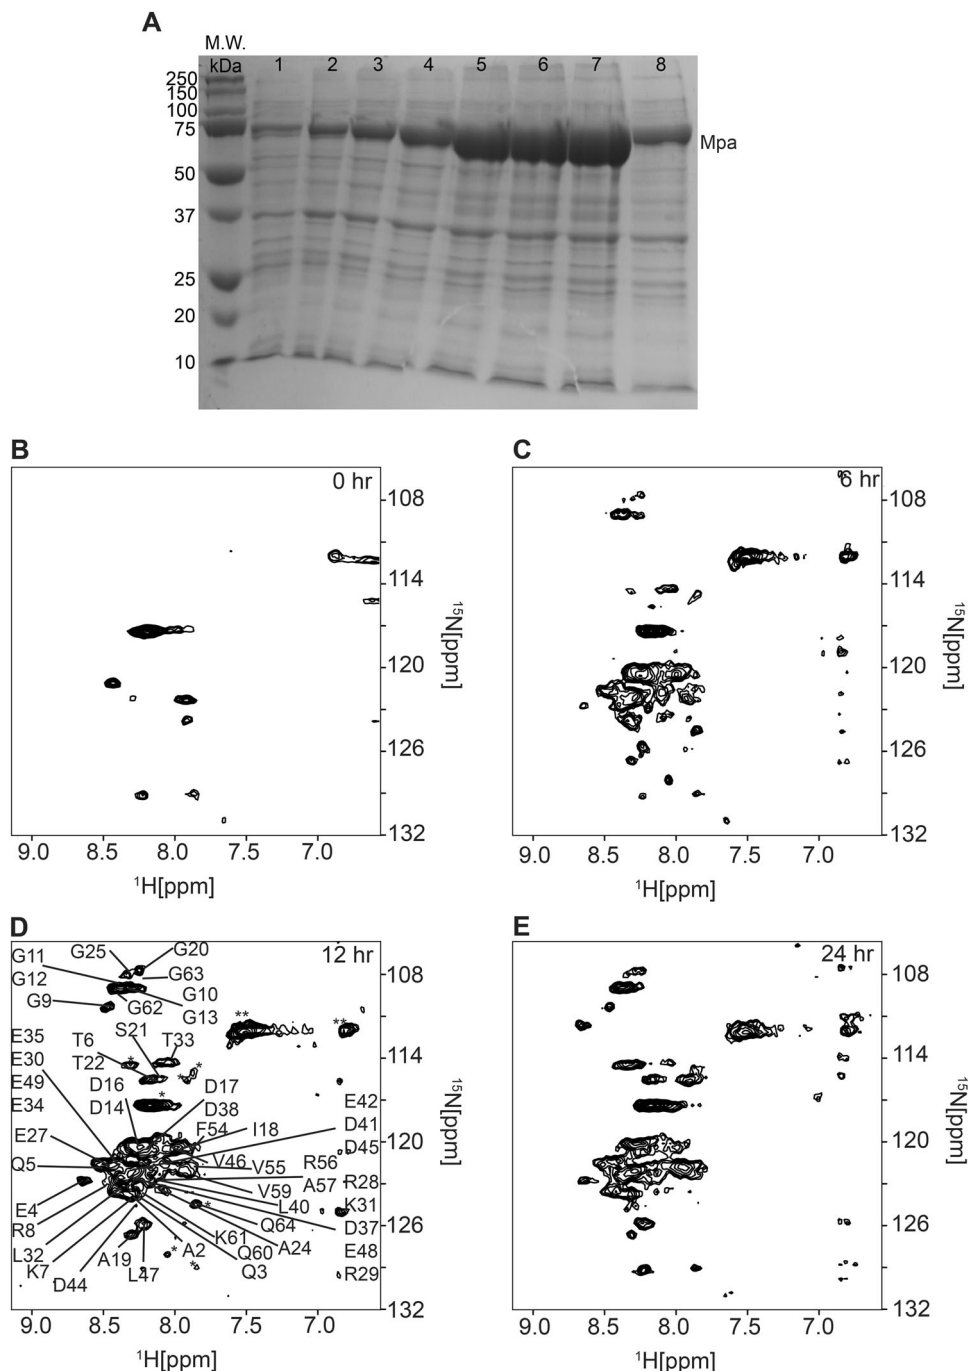 A
M.W.
kDa 1 2 3 4 5 6 7 8
250
150
100
75
Mpa
50
37
25
20
10
B
0 hr
108
114
120
126
132
15N[ppm]
9.0 8.5 8.0 7.5 7.0
1H[ppm]
C
6 hr
108
114
120
126
132
15N[ppm]
9.0 8.5 8.0 7.5 7.0
1H[ppm]
D
12 hr
G11 G25 G20
G12 G63
G9 G62 G10
G13
E35 T6 S21 T33
E30 T22
E49 D16 D17
E34 D14 D38
E42
E27 F54 I18 D41
D45
Q5 V46 V55 R56
A57 R28
E4 V59 K31
R8 L40
L32 K61 Q64 D37
K7 A19 A2 Q60 A24 E48
D44 L47 Q3 R29
** ** * * * * * * *
108
114
120
126
132
15N[ppm]
9.0 8.5 8.0 7.5 7.0
1H[ppm]
E
24 hr
108
114
120
126
132
15N[ppm]
9.0 8.5 8.0 7.5 7.0
1H[ppm]